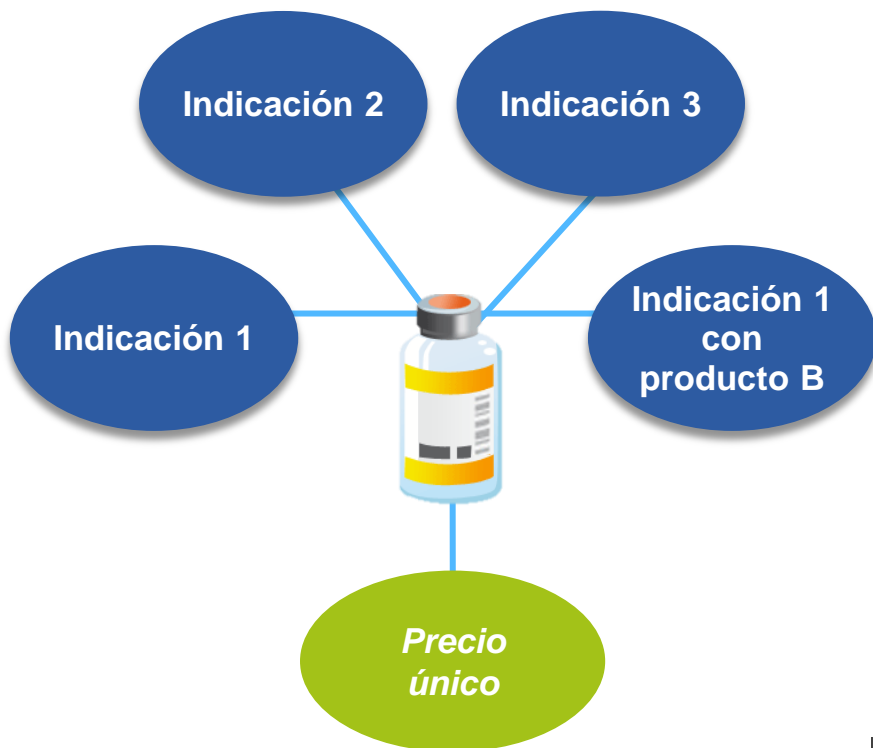 Indicación 2
Indicación 3
Indicación 1
Indicación 1
con
producto B
Precio
único